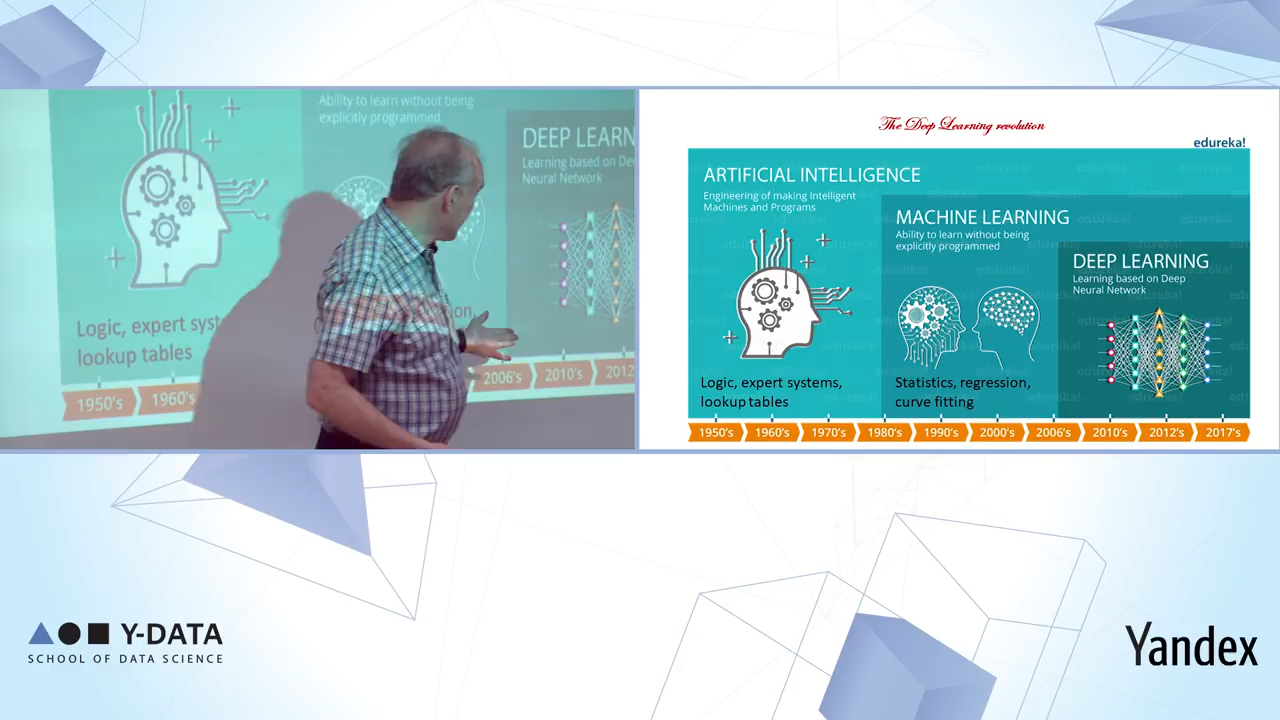 Ability to learn without being
explicitly programmed
DEEP LEARN
Learning based on De
Neural Network
Logic, expert syst
lookup tables
1950's
1960's
2006's
2010's
2012
The Deep Learning revolution
edureka!
ARTIFICIAL INTELLIGENCE
Engineering of making Intelligent
Machines and Programs
MACHINE LEARNING
Ability to learn without being
explicitly programmed
DEEP LEARNING
Learning based on Deep
Neural Network
Logic, expert systems,
lookup tables
Statistics, regression,
curve fitting
1950's
1960's
1970's
1980's
1990's
2000's
2006's
2010's
2012's
2017's
Y-DATA
SCHOOL OF DATA SCIENCE
Yandex